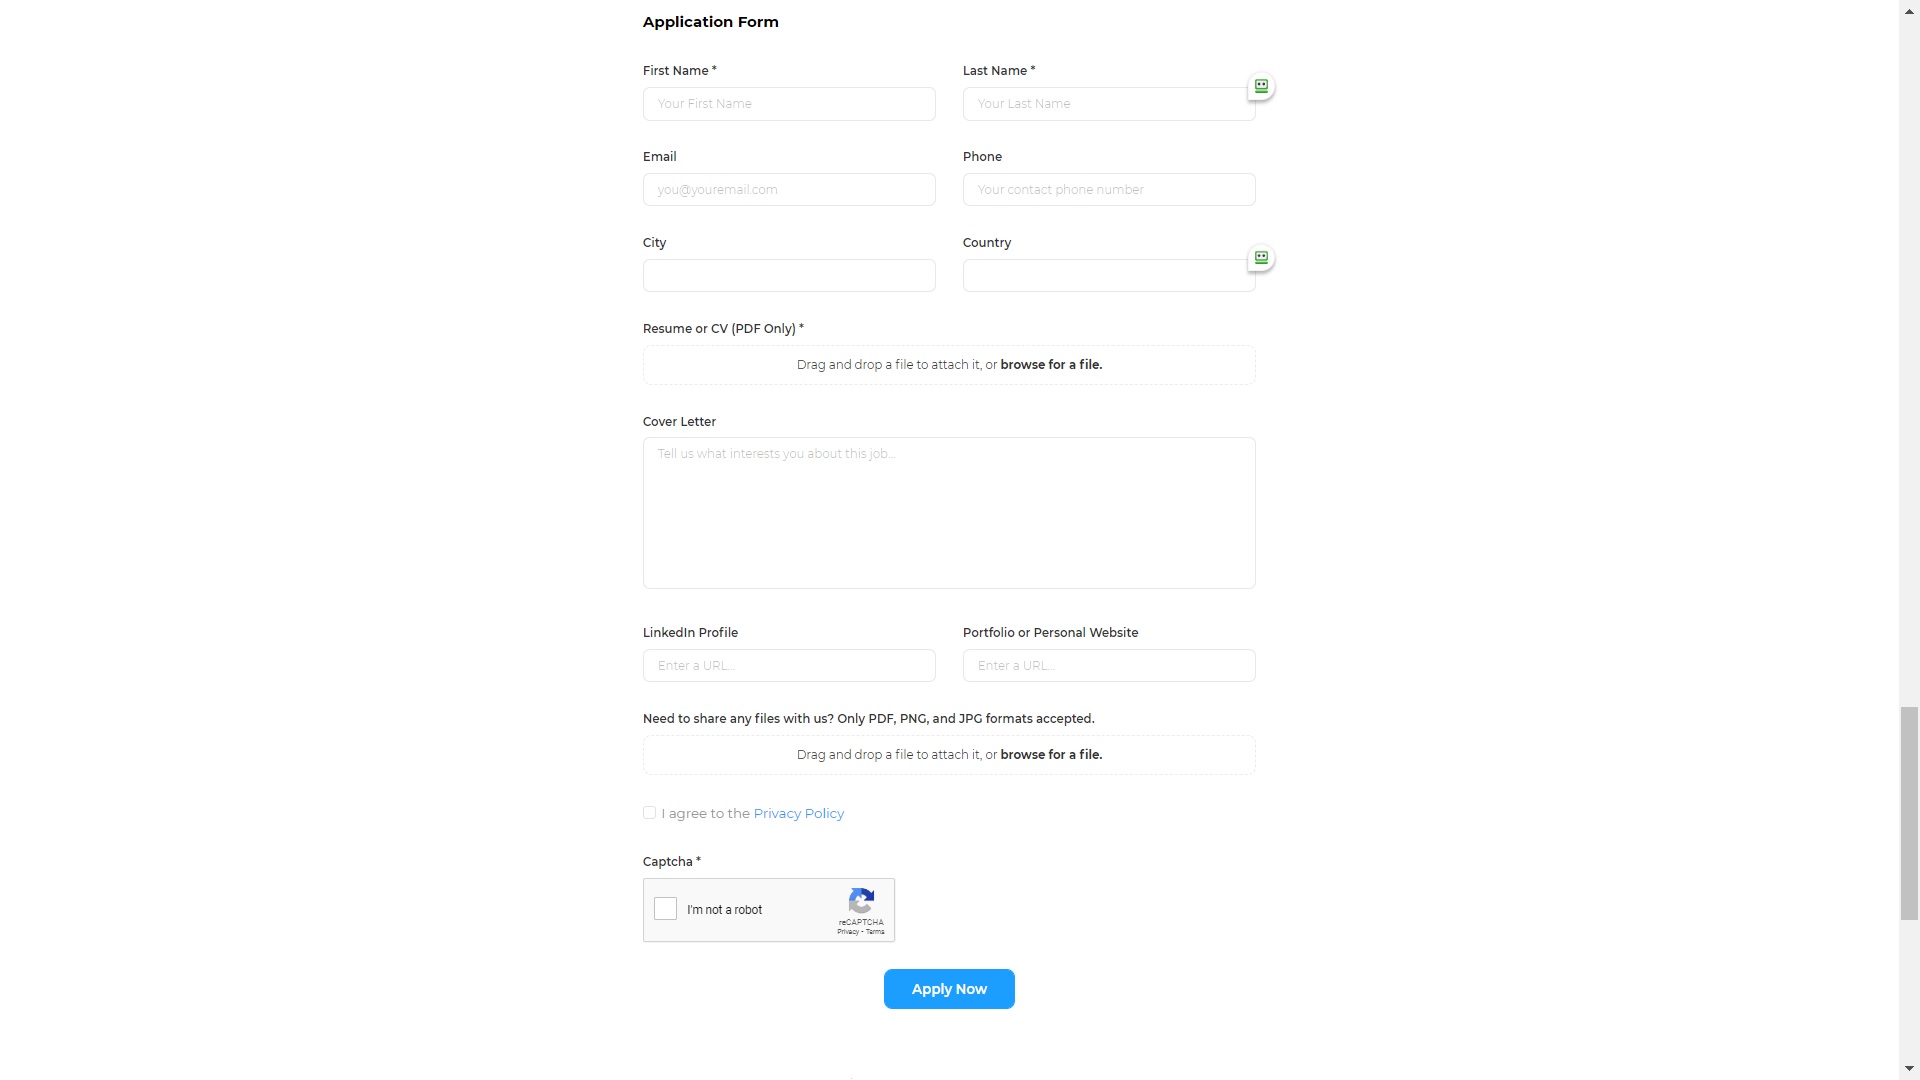 Application Form
First Name *
Last Name *
Your First Name
Your Last Name
Email
Phone
you@youremail.com
Your contact phone number
City
Country
Resume or CV (PDF Only) *
Drag and drop a file to attach it, or browse for a file.
Cover Letter
Tell us what interests you about this job...
LinkedIn Profile
Portfolio or Personal Website
Enter a URL...
Enter a URL...
Need to share any files with us? Only PDF, PNG, and JPG formats accepted.
Drag and drop a file to attach it, or browse for a file.
I agree to the Privacy Policy
Captcha *
I'm not a robot
reCAPTCHA
Privacy - Terms
Apply Now